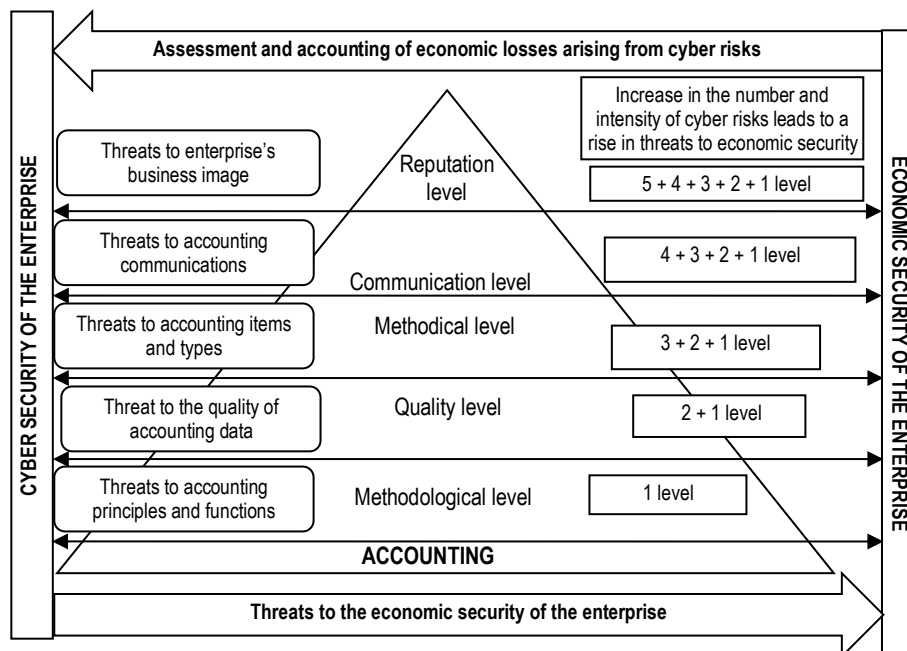 Assessment and accounting of economic losses arising from cyber risks
CYBER SECURITY OF THE ENTERPRISE
ECONOMIC SECURITY OF THE ENTERPRISE
Increase in the number and
intensity of cyber risks leads to a
rise in threats to economic security
Threats to enterprise's
business image
Reputation
level
5 + 4 + 3 + 2 + 1 level
Threats to accounting
communications
Communication level
4 + 3 + 2 + 1 level
Threats to accounting items
and types
Methodical level
3 + 2 + 1 level
Threat to the quality of
accounting data
Quality level
2 + 1 level
Threats to accounting
principles and functions
Methodological level
1 level
ACCOUNTING
Threats to the economic security of the enterprise